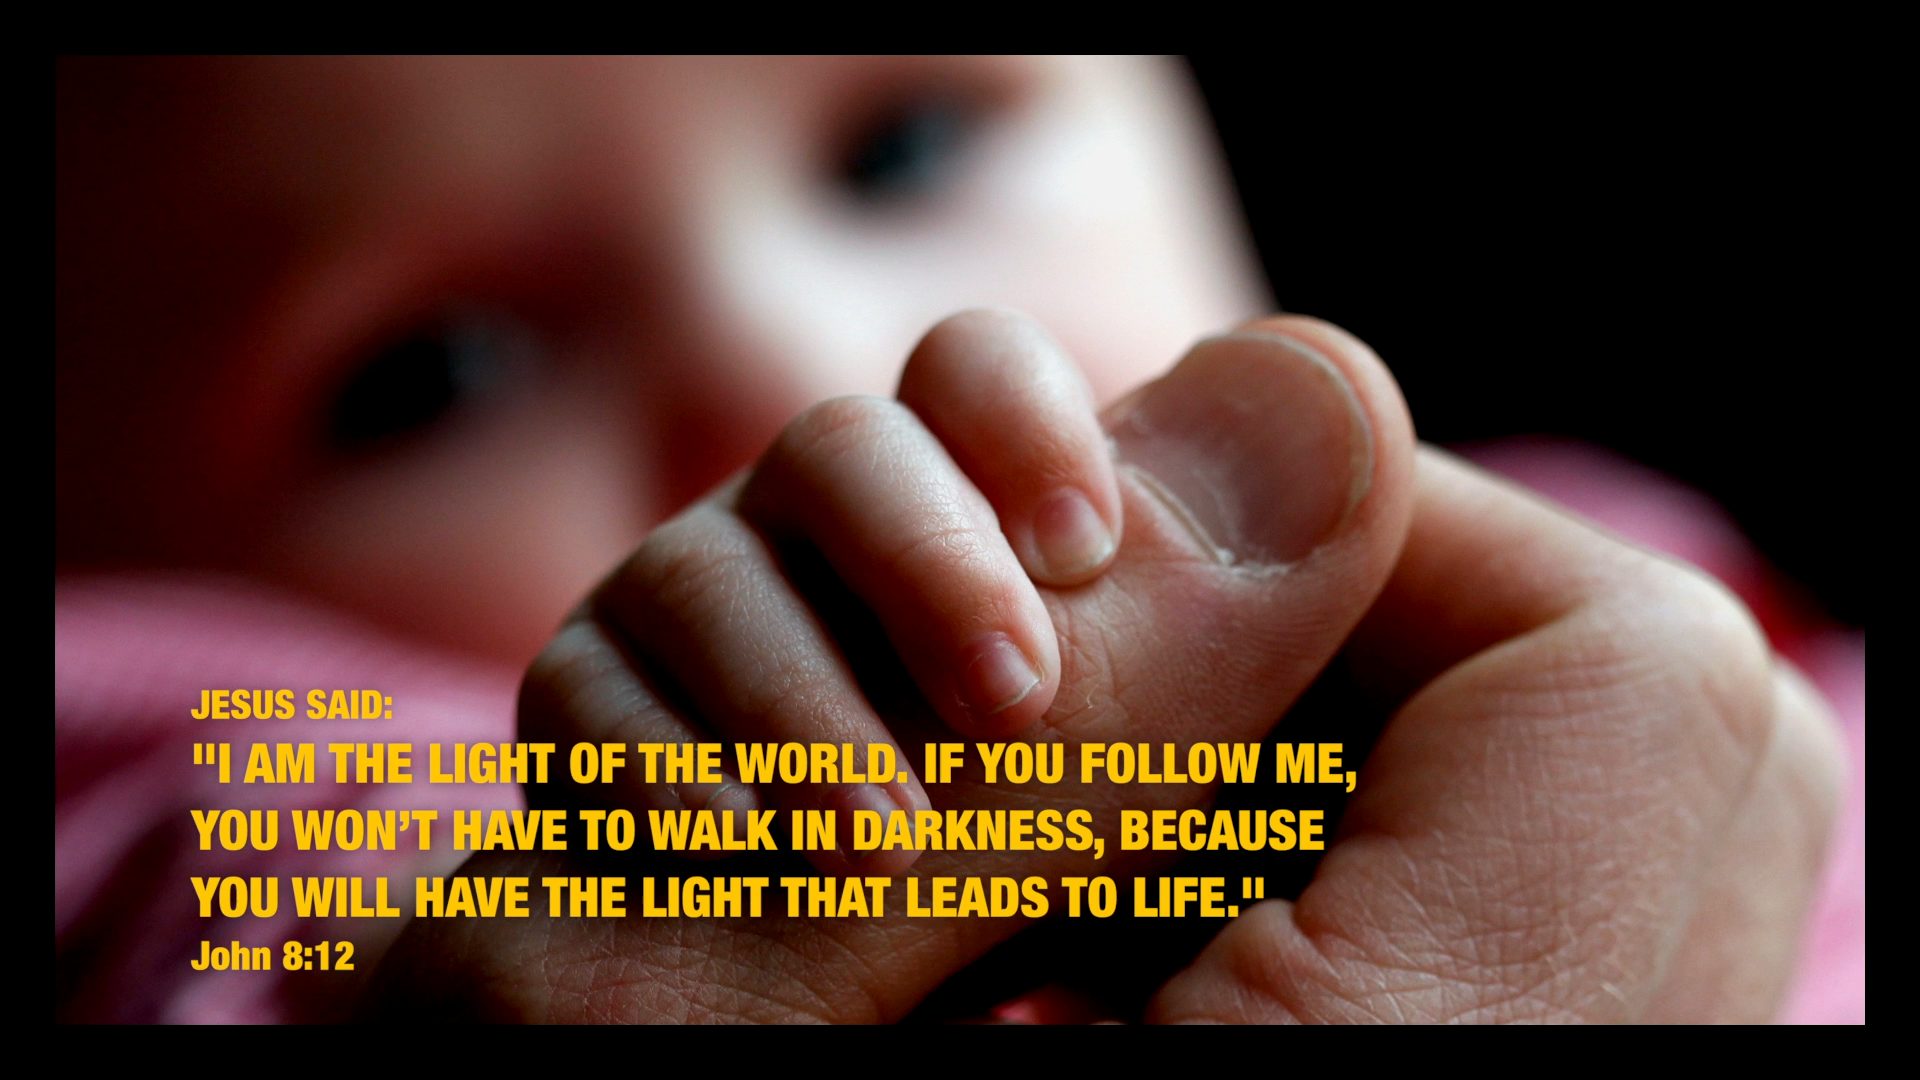 JESUS SAID:
"I AM THE LIGHT OF THE WORLD. IF YOU FOLLOW ME,
YOU WON’T HAVE TO WALK IN DARKNESS, BECAUSE
YOU WILL HAVE THE LIGHT THAT LEADS TO LIFE."
John 8:12